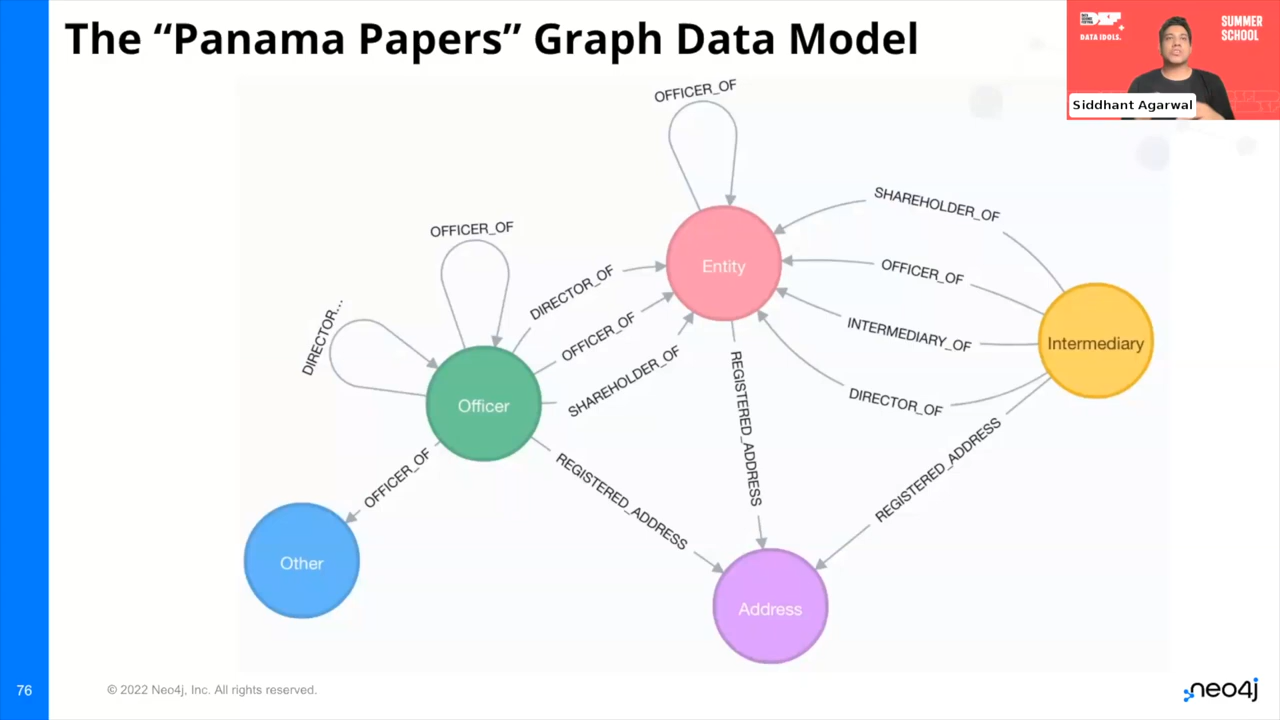 The “Panama Papers” Graph Data Model
DATA IDOLS.
SUMMER
SCHOOL
Siddhant Agarwal
OFFICER_OF
SHAREHOLDER_OF
OFFICER_OF
Entity
DIRECTOR_OF
OFFICER_OF
DIRECTOR...
OFFICER_OF
INTERMEDIARY_OF
Intermediary
SHAREHOLDER_OF
Officer
DIRECTOR_OF
REGISTERED_ADDRESS
REGISTERED_ADDRESS
OFFICER_OF
REGISTERED_ADDRESS
Other
Address
76
© 2022 Neo4j, Inc. All rights reserved.
neo4j